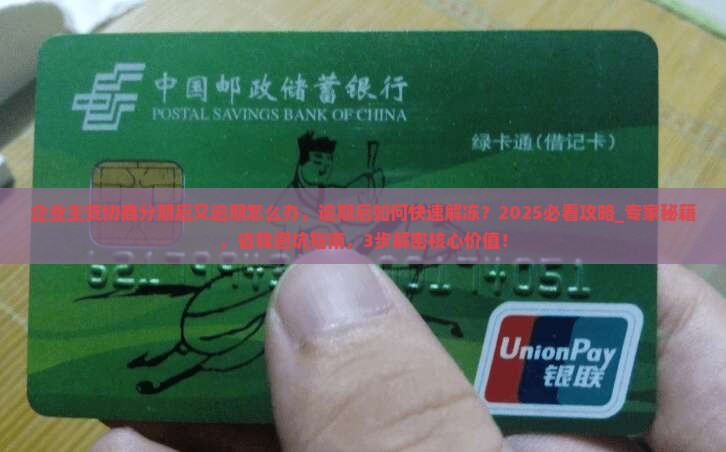 中国邮政储蓄银行
POSTAL SAVINGS BANK OF CHINA
绿卡通(借记卡)
企业主贷协商分期后又逾期怎么办,逾期后如何快速解冻?2025必看攻略_专家秘籍
,省钱避坑指南,3步解密核心价值!
UnionPay
银联